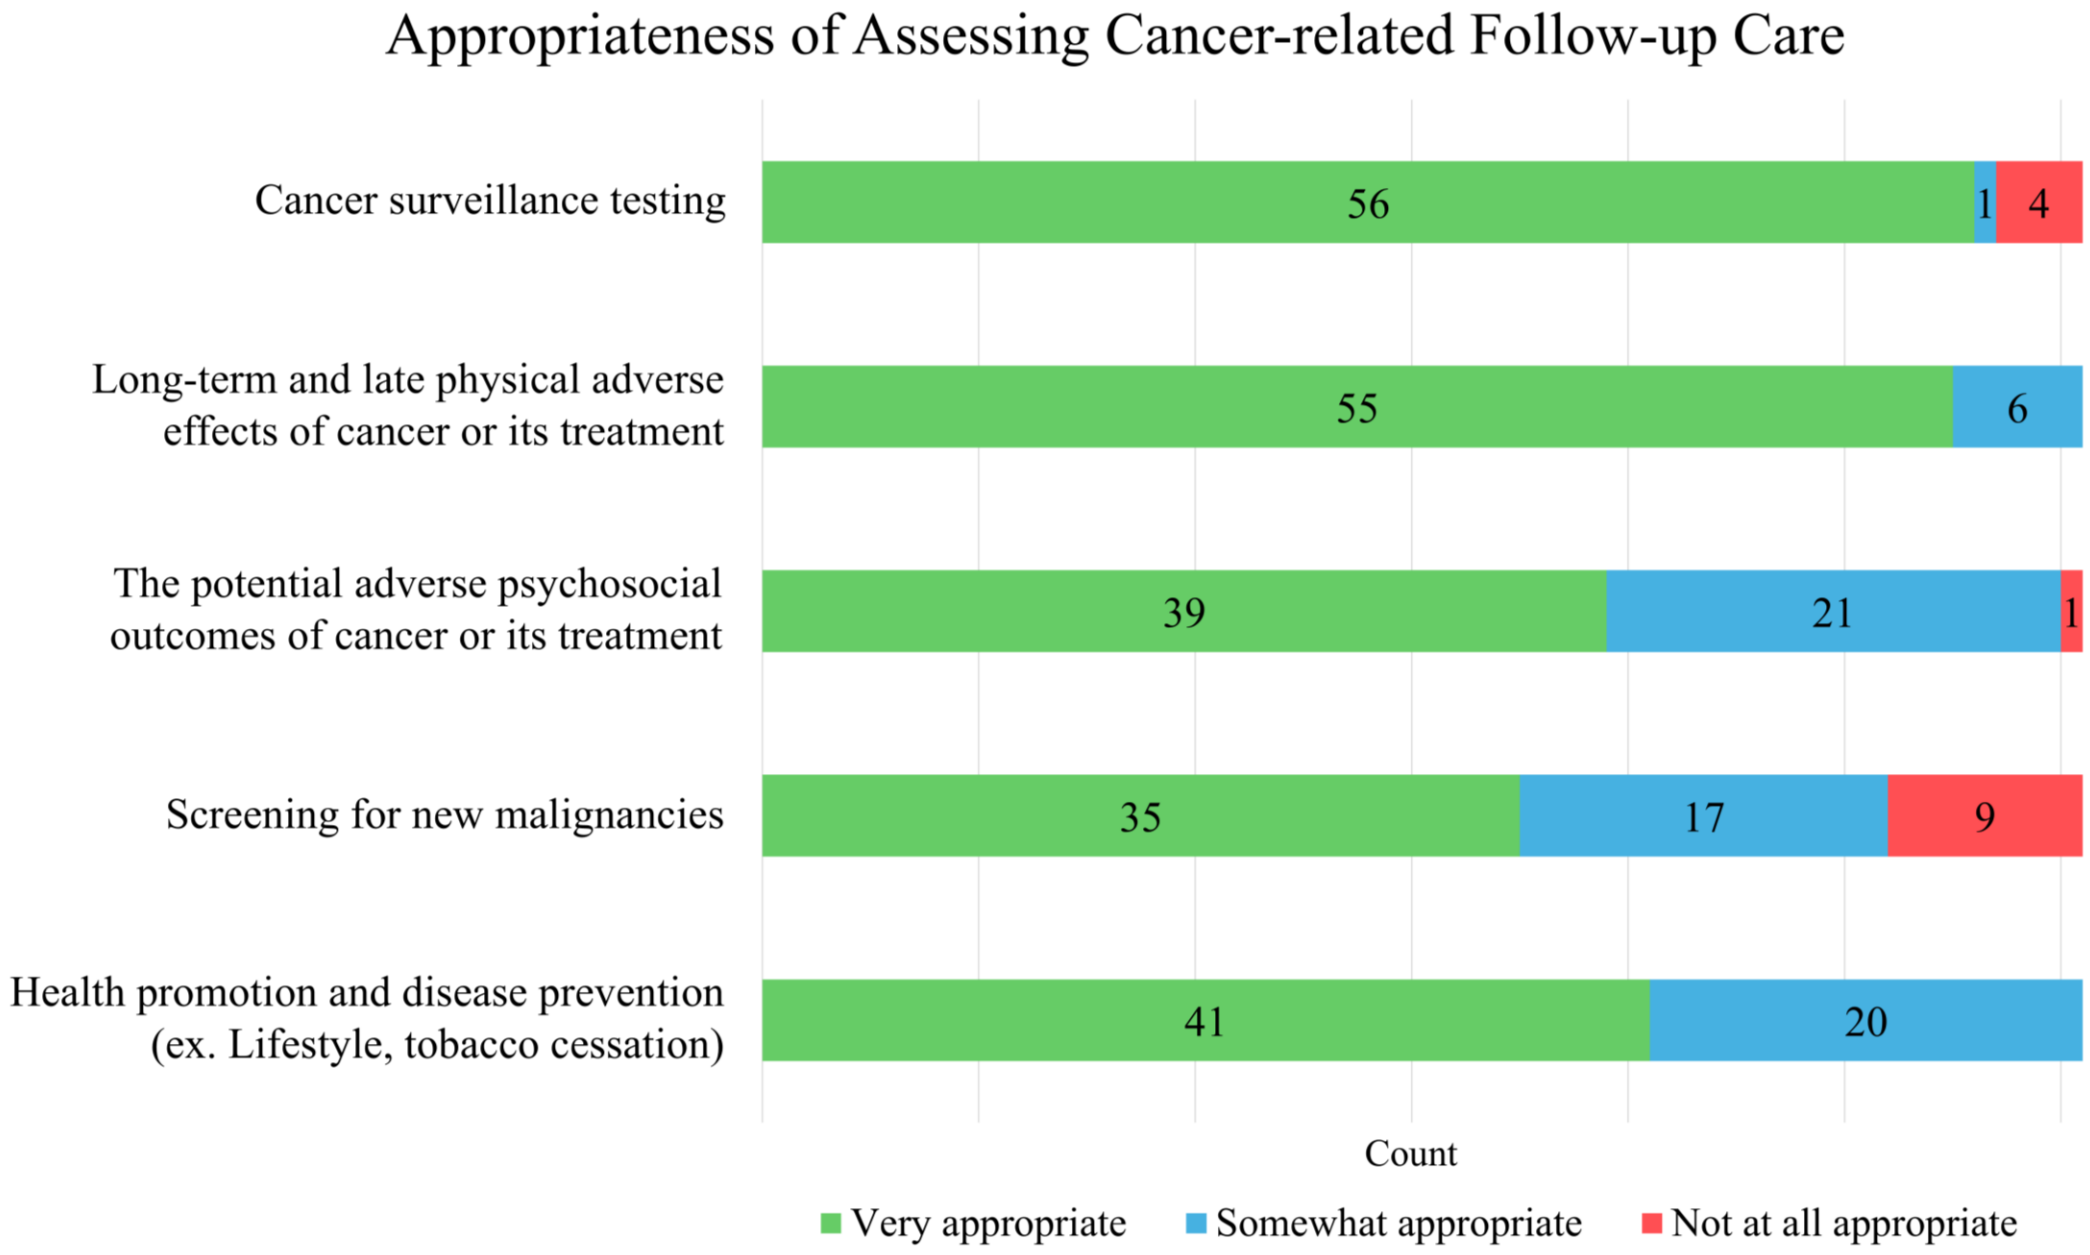 Appropriateness of Assessing Cancer-related Follow-up Care
Cancer surveillance testing
56
1
4
Long-term and late physical adverse
effects of cancer or its treatment
55
6
The potential adverse psychosocial
outcomes of cancer or its treatment
39
21
1
Screening for new malignancies
35
17
9
Health promotion and disease prevention
(ex. Lifestyle, tobacco cessation)
41
20
Count
Very appropriate
Somewhat appropriate
Not at all appropriate